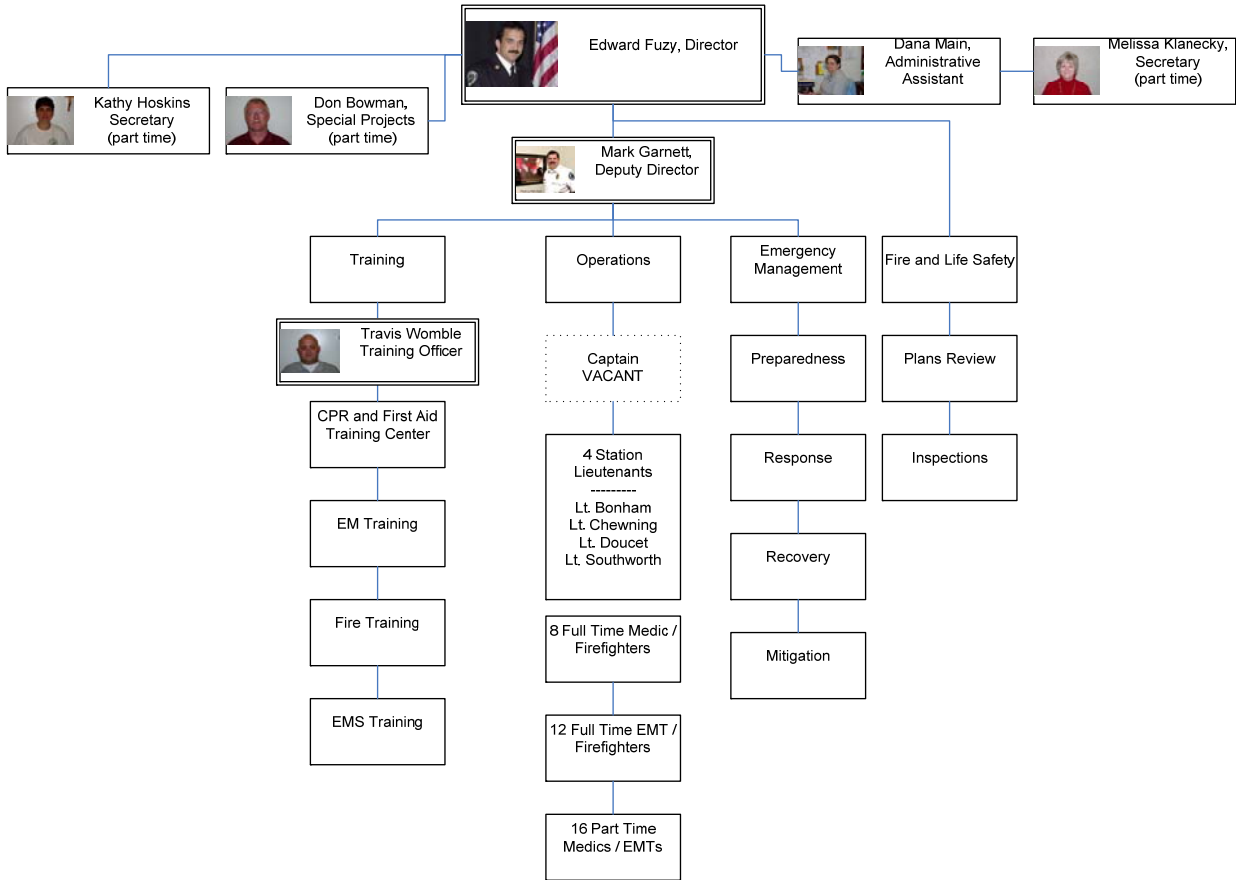 Edward Fuzy, Director
Dana Main,
Administrative
Assistant
Melissa Klanecky,
Secretary
(part time)
Kathy Hoskins
Secretary
(part time)
Don Bowman,
Special Projects
(part time)
Mark Garnett,
Deputy Director
Training
Operations
Emergency
Management
Fire and Life Safety
Travis Womble
Training Officer
Captain
VACANT
Preparedness
Plans Review
CPR and First Aid
Training Center
4 Station
Lieutenants
---------
Lt. Bonham
Lt. Chewning
Lt. Doucet
Lt. Southworth
Response
Inspections
EM Training
Recovery
Fire Training
8 Full Time Medic /
Firefighters
Mitigation
EMS Training
12 Full Time EMT /
Firefighters
16 Part Time
Medics / EMTs